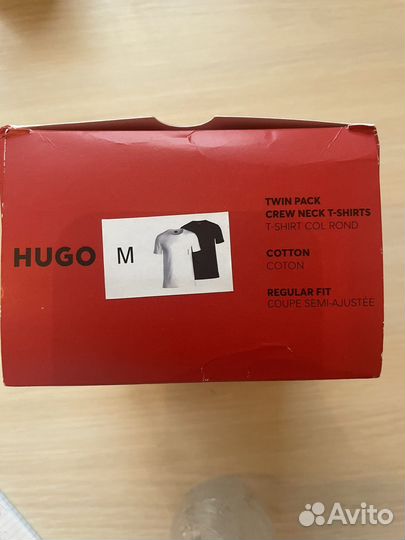 HUGO
M
TWIN PACK
CREW NECK T-SHIRTS
T-SHIRT COL ROND
COTTON
COTON
REGULAR FIT
COUPE SEMI-AJUSTÉE
Avito